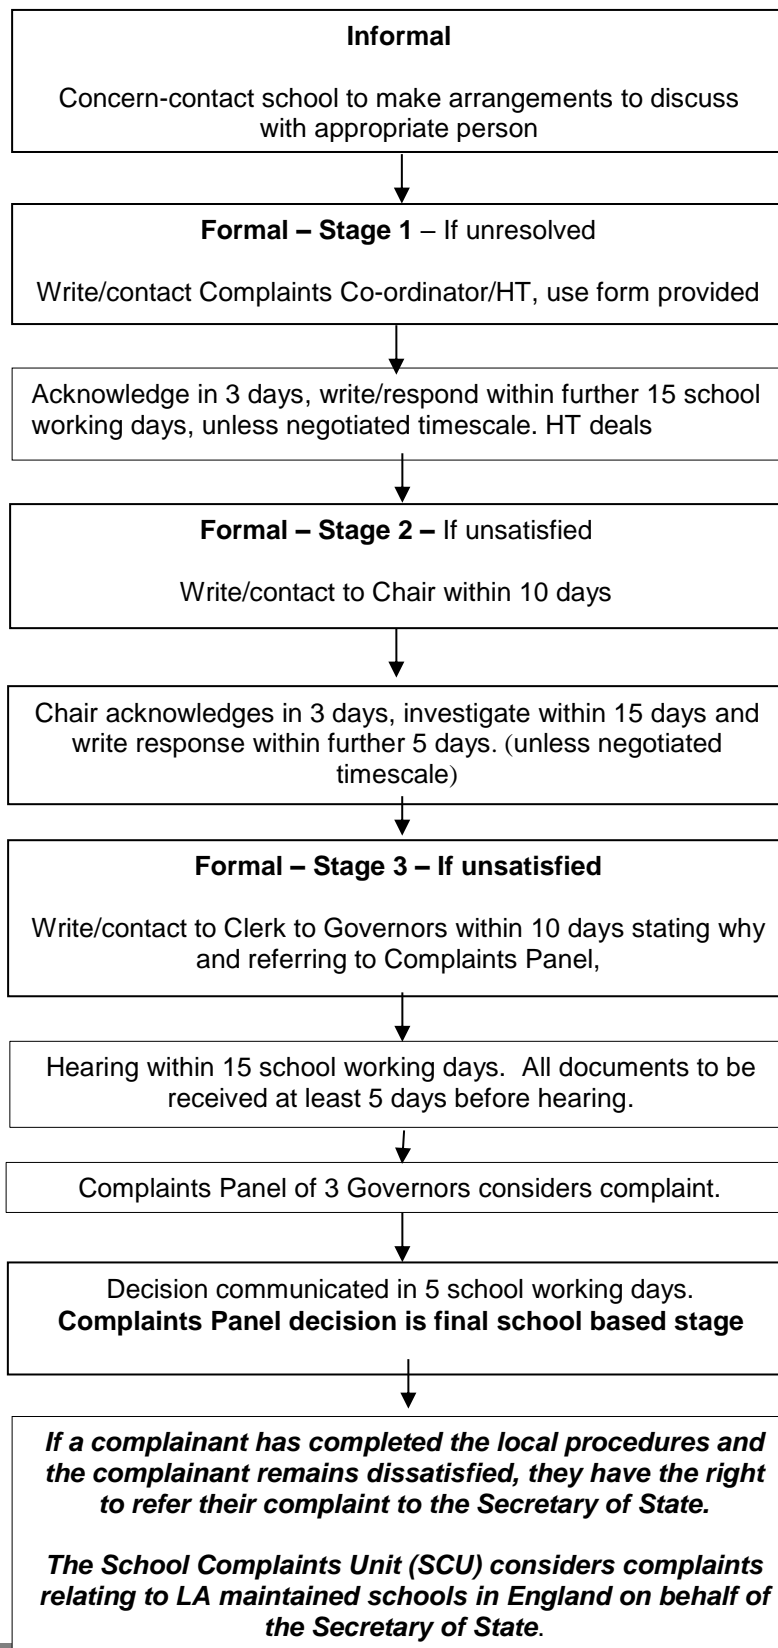 Informal
Concern-contact school to make arrangements to discuss
with appropriate person
Formal – Stage 1 – If unresolved
Write/contact Complaints Co-ordinator/HT, use form provided
Acknowledge in 3 days, write/respond within further 15 school
working days, unless negotiated timescale. HT deals
Formal – Stage 2 – If unsatisfied
Write/contact to Chair within 10 days
Chair acknowledges in 3 days, investigate within 15 days and
write response within further 5 days. (unless negotiated
timescale)
Formal – Stage 3 – If unsatisfied
Write/contact to Clerk to Governors within 10 days stating why
and referring to Complaints Panel,
Hearing within 15 school working days.  All documents to be
received at least 5 days before hearing.
Complaints Panel of 3 Governors considers complaint.
Decision communicated in 5 school working days.
Complaints Panel decision is final school based stage
If a complainant has completed the local procedures and
the complainant remains dissatisfied, they have the right
to refer their complaint to the Secretary of State.
The School Complaints Unit (SCU) considers complaints
relating to LA maintained schools in England on behalf of
the Secretary of State.